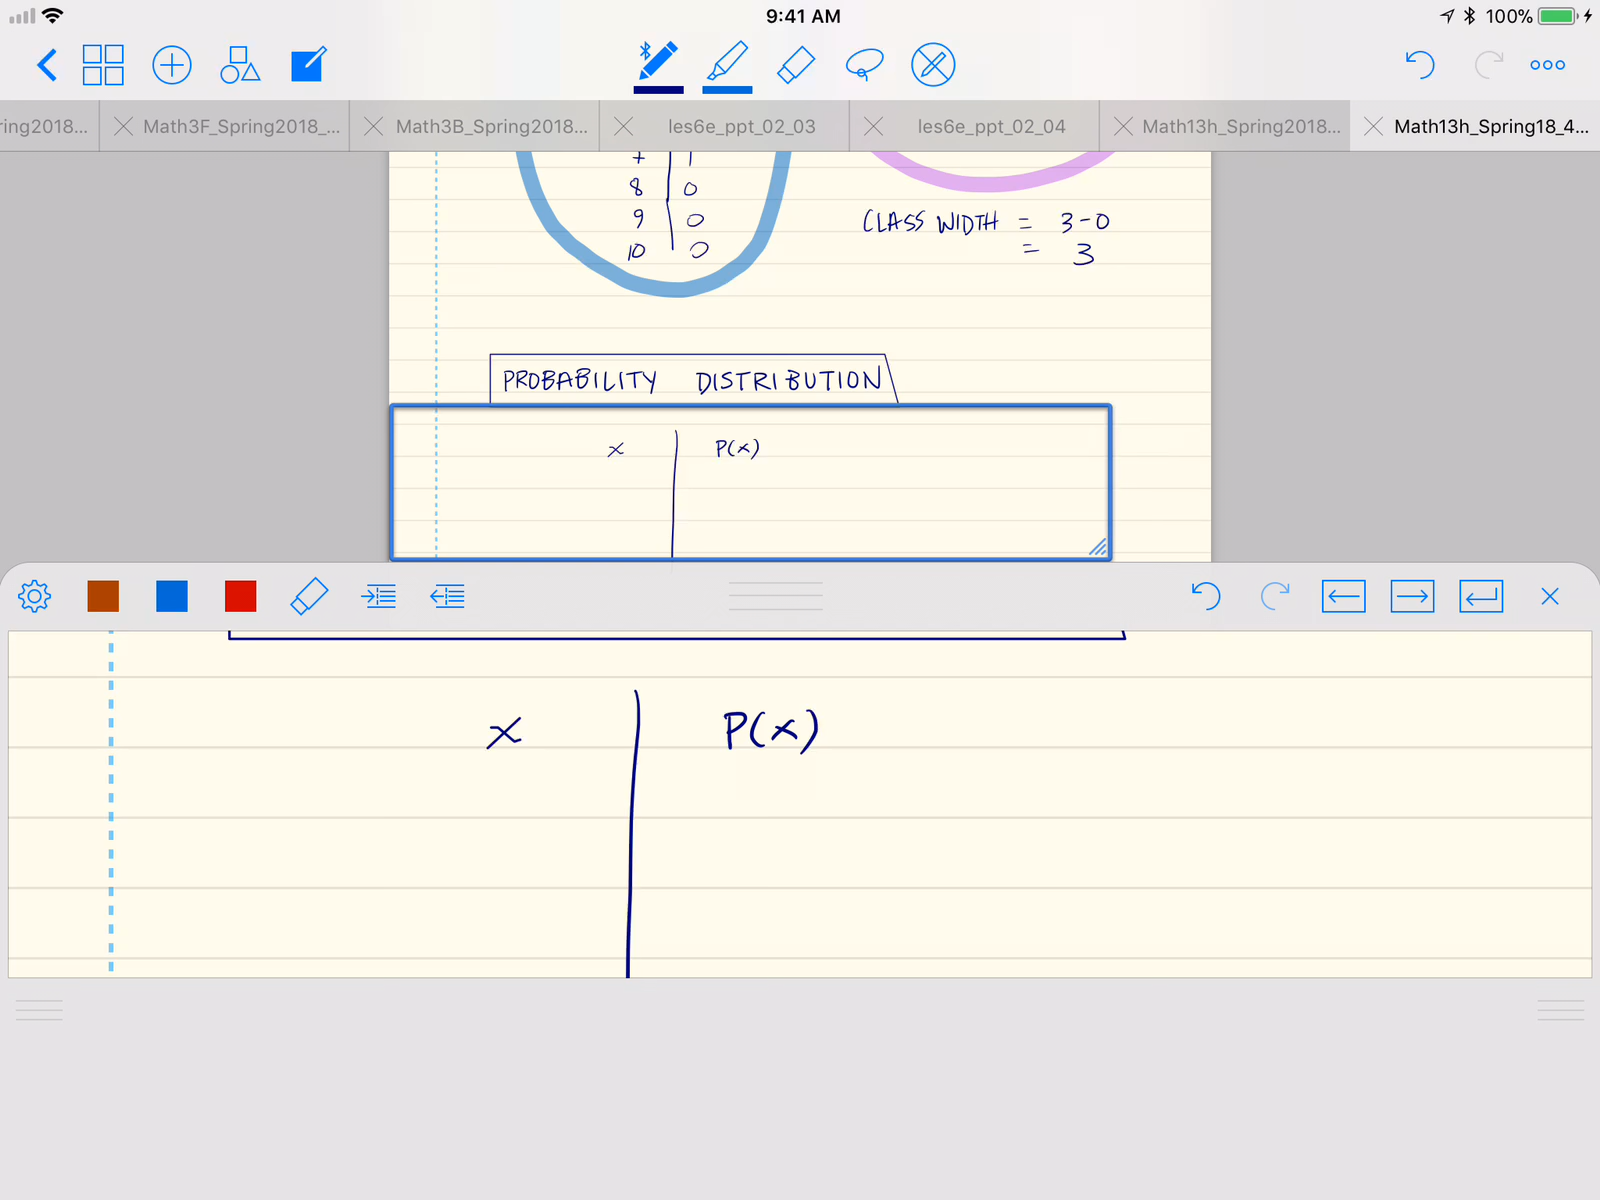 9:41 AM
100%
ring2018...
Math3F_Spring2018_...
Math3B_Spring2018...
les6e_ppt_02_03
les6e_ppt_02_04
Math13h_Spring2018...
Math13h_Spring18_4...
8 0
9 0
10 0
CLASS WIDTH = 3-0
= 3
PROBABILITY DISTRIBUTION
x P(x)
x P(x)